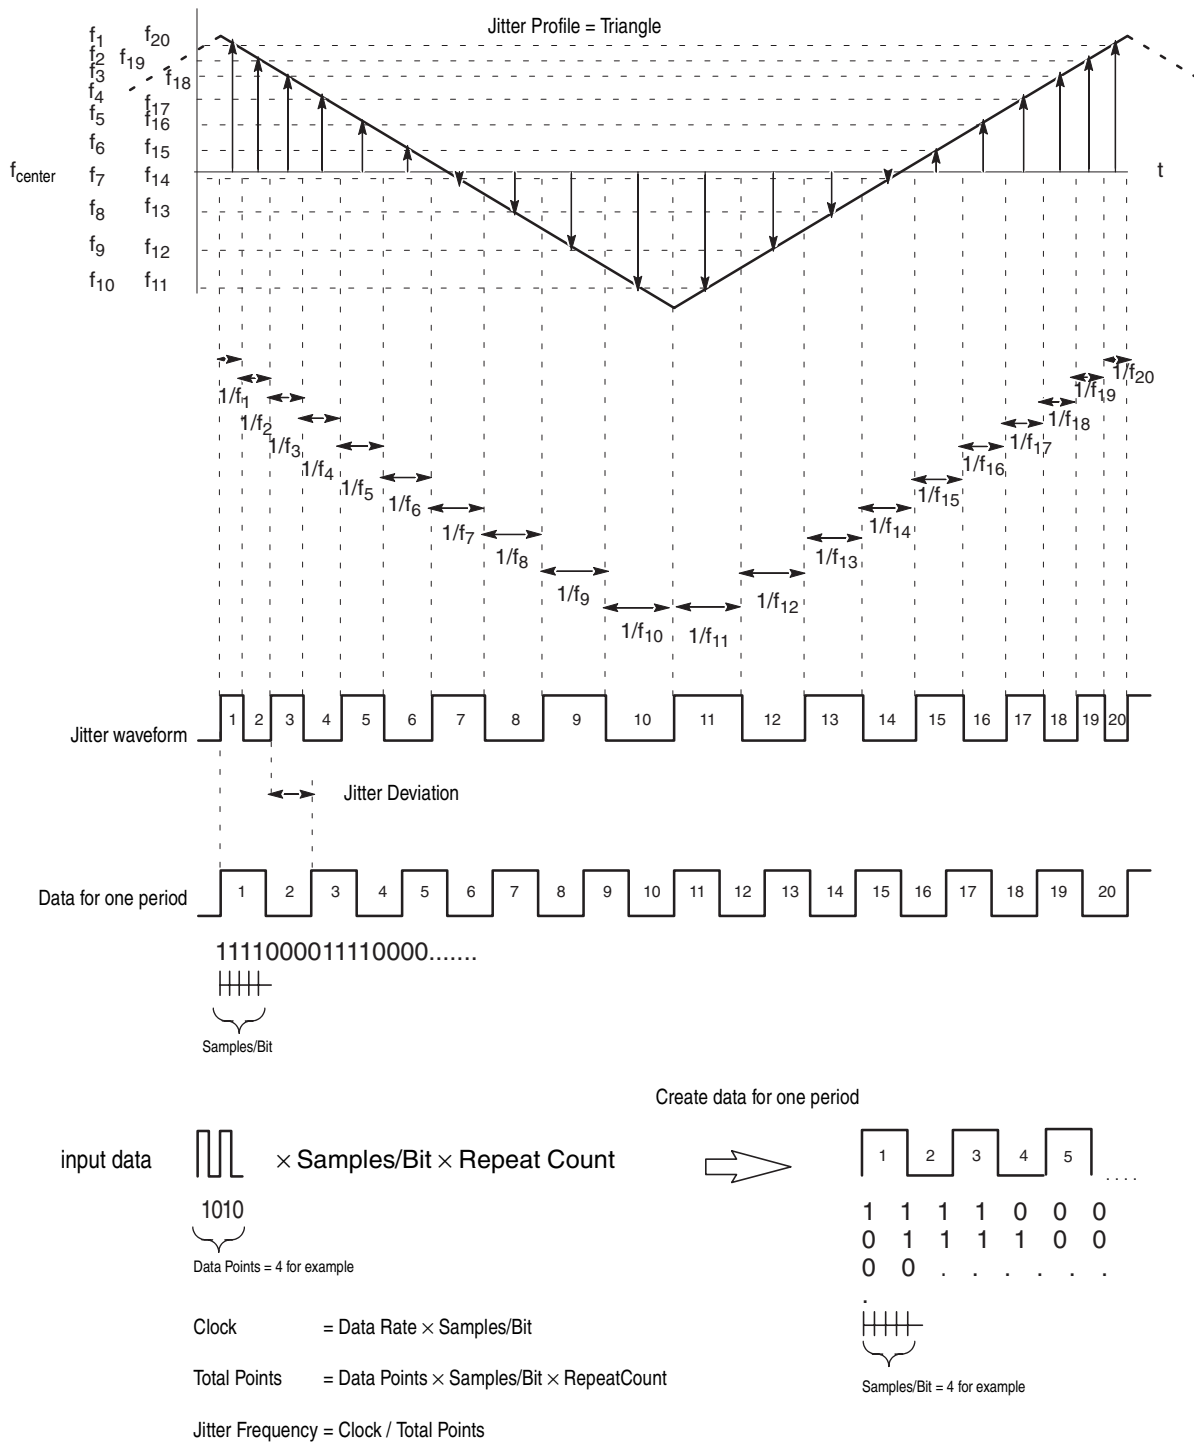 Jitter Profile = Triangle
f1 f20
f2 f19
f3 f18
f4 f17
f5 f16
f6 f15
fcenter f7 f14 t
f8 f13
f9 f12
f10 f11
1/f1
1/f2
1/f3
1/f4
1/f5
1/f6
1/f7
1/f8
1/f9
1/f10
1/f11
1/f12
1/f13
1/f14
1/f15
1/f16
1/f17
1/f18
1/f19
1/f20
Jitter waveform 1 2 3 4 5 6 7 8 9 10 11 12 13 14 15 16 17 18 19 20
Jitter Deviation
Data for one period 1 2 3 4 5 6 7 8 9 10 11 12 13 14 15 16 17 18 19 20
1111000011110000.......
Samples/Bit
Create data for one period
input data × Samples/Bit × Repeat Count 1 2 3 4 5 ....
1010
Data Points = 4 for example
1 1 1 1 0 0 0
0 1 1 1 1 0 0
0 0 . . . . .
.
Samples/Bit = 4 for example
Clock = Data Rate × Samples/Bit
Total Points = Data Points × Samples/Bit × RepeatCount
Jitter Frequency = Clock / Total Points